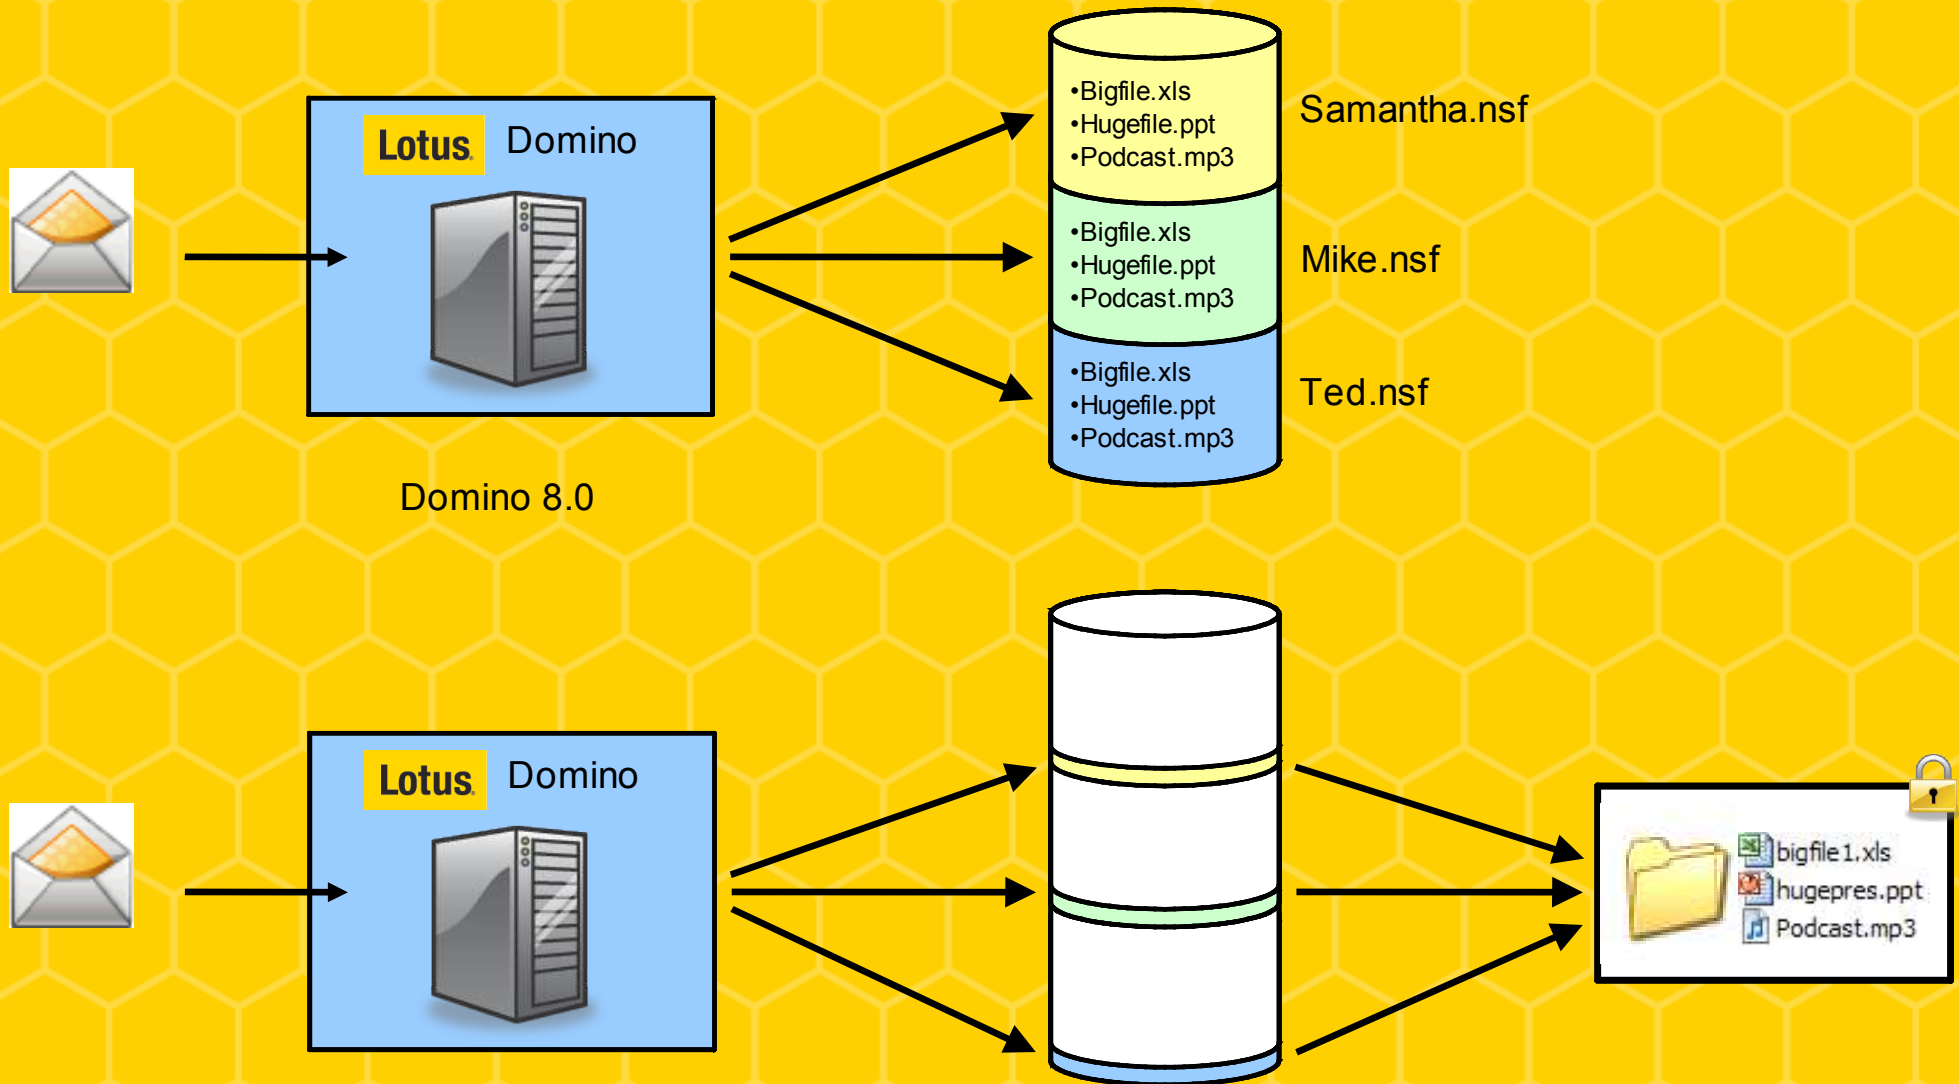 Lotus. Domino
•Bigfile.xls
•Hugefile.ppt
•Podcast.mp3
Samantha.nsf
•Bigfile.xls
•Hugefile.ppt
•Podcast.mp3
Mike.nsf
•Bigfile.xls
•Hugefile.ppt
•Podcast.mp3
Ted.nsf
Domino 8.0
Lotus. Domino
bigfile1.xls
hugepres.ppt
Podcast.mp3